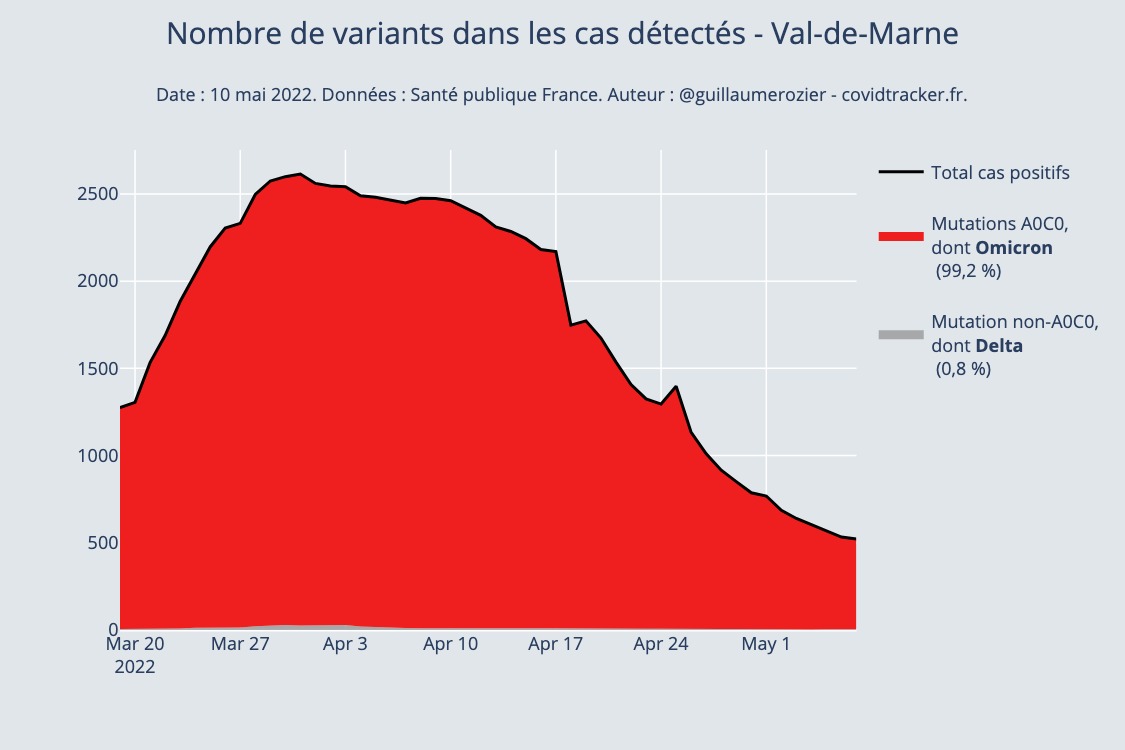 Nombre de variants dans les cas détectés - Val-de-Marne
Date : 10 mai 2022. Données : Santé publique France. Auteur : @guillaumerozier - covidtracker.fr.
2500
2000
1500
1000
500
0
Mar 20
2022
Mar 27
Apr 3
Apr 10
Apr 17
Apr 24
May 1
Total cas positifs
Mutations A0C0,
dont Omicron
(99,2 %)
Mutation non-A0C0,
dont Delta
(0,8 %)